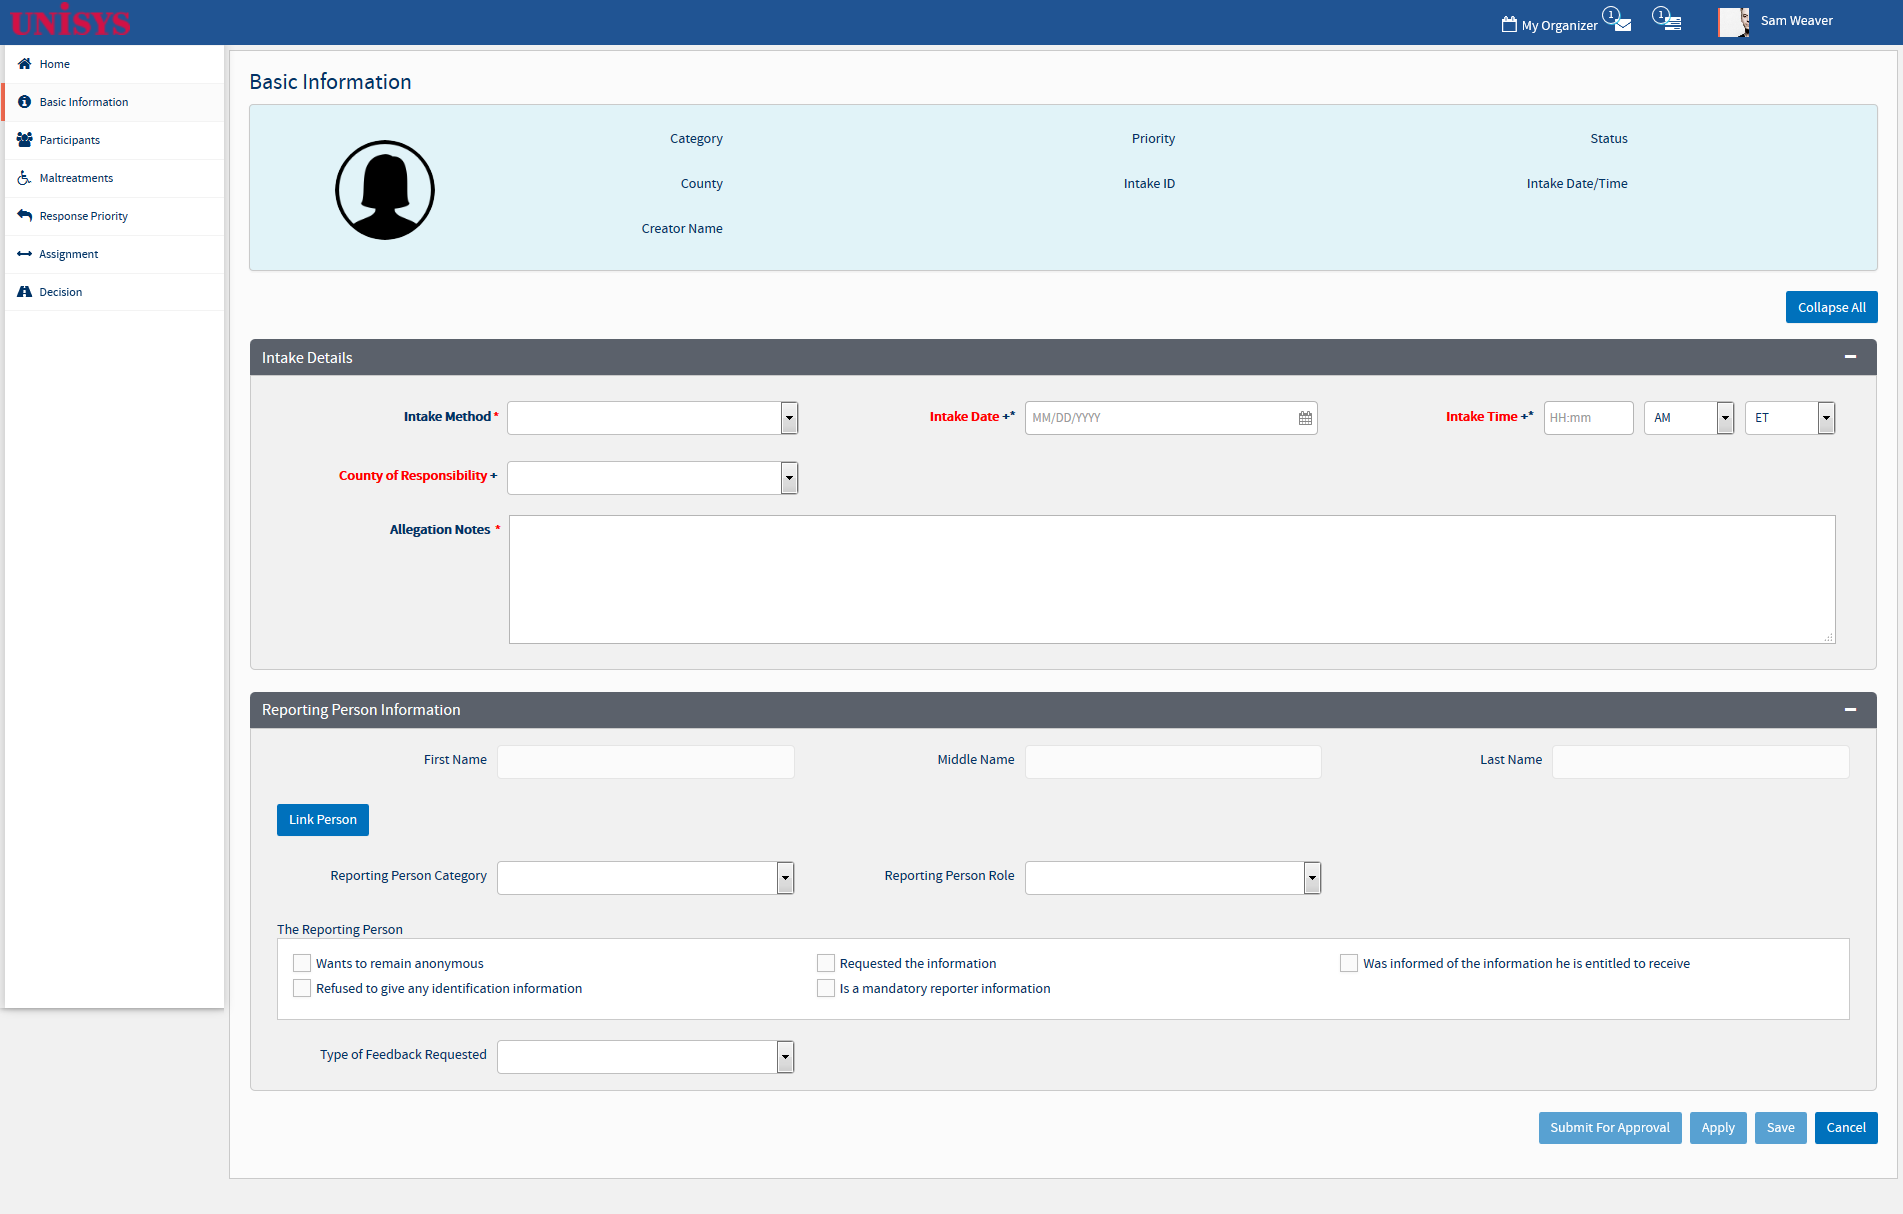 UNiSYS
My Organizer
1
1
Sam Weaver
Home
Basic Information
Participants
Maltreatments
Response Priority
Assignment
Decision
Basic Information
Category Priority Status
County Intake ID Intake Date/Time
Creator Name
Collapse All
Intake Details
Intake Method * Intake Date +* MM/DD/YYYY Intake Time +* HH:mm AM ET
County of Responsibility +
Allegation Notes *
Reporting Person Information
First Name Middle Name Last Name
Link Person
Reporting Person Category Reporting Person Role
The Reporting Person
Wants to remain anonymous Requested the information Was informed of the information he is entitled to receive
Refused to give any identification information Is a mandatory reporter information
Type of Feedback Requested
Submit For Approval Apply Save Cancel